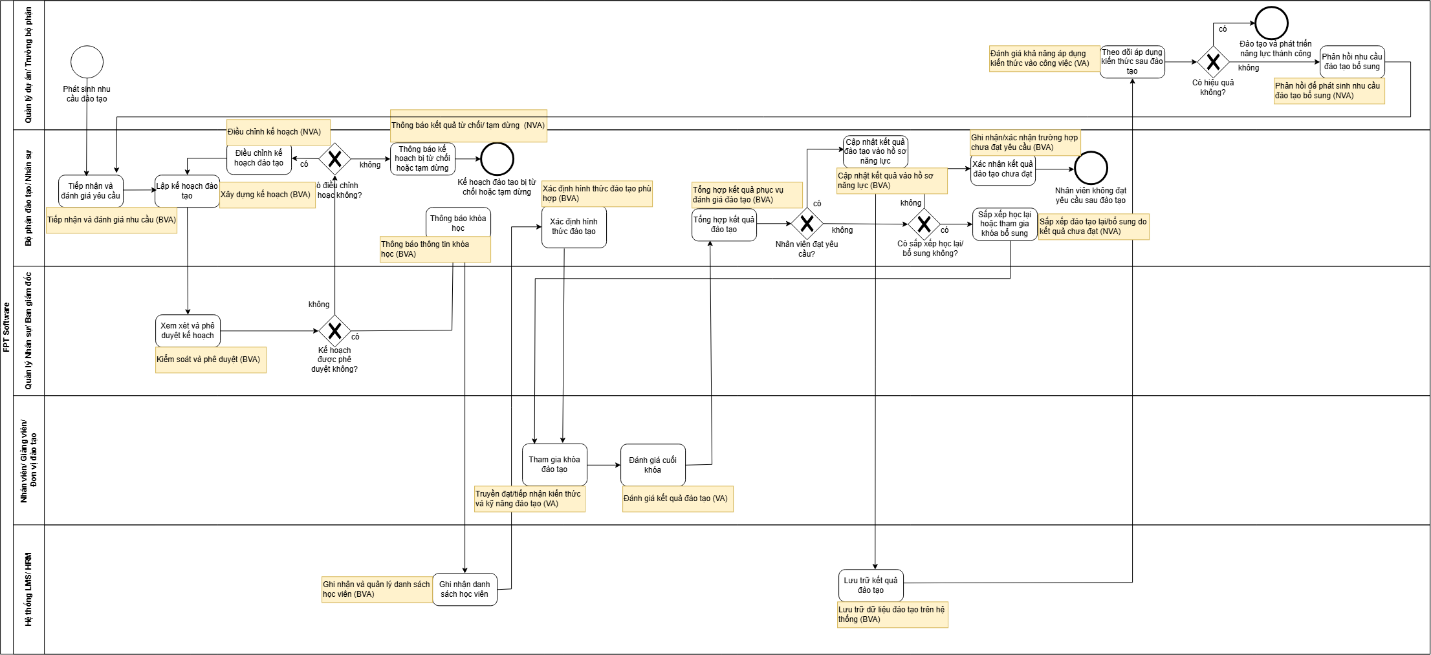 FPT Software
Quản lý dự án/ Trưởng bộ phận
Phát sinh nhu
cầu đào tạo
Đánh giá khả năng áp dụng
kiến thức vào công việc (VA)
Theo dõi áp dụng
kiến thức sau đào
tạo
Có hiệu quả
không?
có
Đào tạo và phát triển
năng lực thành công
không
Phản hồi nhu cầu
đào tạo bổ sung
Phản hồi để phát sinh nhu cầu
đào tạo bổ sung (NVA)
Bộ phận đào tạo/ Nhân sự
Tiếp nhận và
đánh giá yêu cầu
Tiếp nhận và đánh giá nhu cầu (BVA)
Lập kế hoạch đào
tạo
Xây dựng kế hoạch (BVA)
Điều chỉnh kế hoạch (NVA)
Điều chỉnh kế
hoạch đào tạo
có
ó điều chỉnh
hoạc không?
không
Thông báo kết quả từ chối/ tạm dừng (NVA)
Thông báo kế
hoạch bị từ chối
hoặc tạm dừng
Kế hoạch đào tạo bị từ
chối hoặc tạm dừng
Thông báo khóa
học
Thông báo thông tin khóa
học (BVA)
Xác định hình thức đào tạo phù
hợp (BVA)
Xác định hình
thức đào tạo
Tổng hợp kết quả phục vụ
đánh giá đào tạo (BVA)
Tổng hợp kết quả
đào tạo
có
Nhân viên đạt yêu
cầu?
không
Cập nhật kết quả
đào tạo vào hồ sơ
năng lực
Cập nhật kết quả vào hồ sơ
năng lực (BVA)
không
Có sắp xếp học lại/
bổ sung không?
có
Ghi nhận/xác nhận trường hợp
chưa đạt yêu cầu (BVA)
Xác nhận kết quả
đào tạo chưa đạt
Nhân viên không đạt
yêu cầu sau đào tạo
Sắp xếp học lại
hoặc tham gia
khóa bổ sung
Sắp xếp đào tạo lại/bổ sung do
kết quả chưa đạt (NVA)
Quản lý Nhân sự/ Ban giám đốc
Xem xét và phê
duyệt kế hoạch
Kiểm soát và phê duyệt (BVA)
không
có
Kế hoạch
được phê
duyệt không?
Nhân viên/ Giảng viên/
Đơn vị đào tạo
Tham gia khóa
đào tạo
Truyền đạt/tiếp nhận kiến thức
và kỹ năng đào tạo (VA)
Đánh giá cuối
khóa
Đánh giá kết quả đào tạo (VA)
Hệ thống LMS/ HRM
Ghi nhận và quản lý danh sách
học viên (BVA)
Ghi nhận danh
sách học viên
Lưu trữ kết quả
đào tạo
Lưu trữ dữ liệu đào tạo trên hệ
thống (BVA)